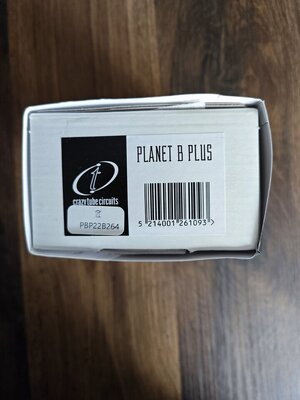 PLANET B PLUS
crazy tube circuits
PBP22B264
5 214001 261093 >